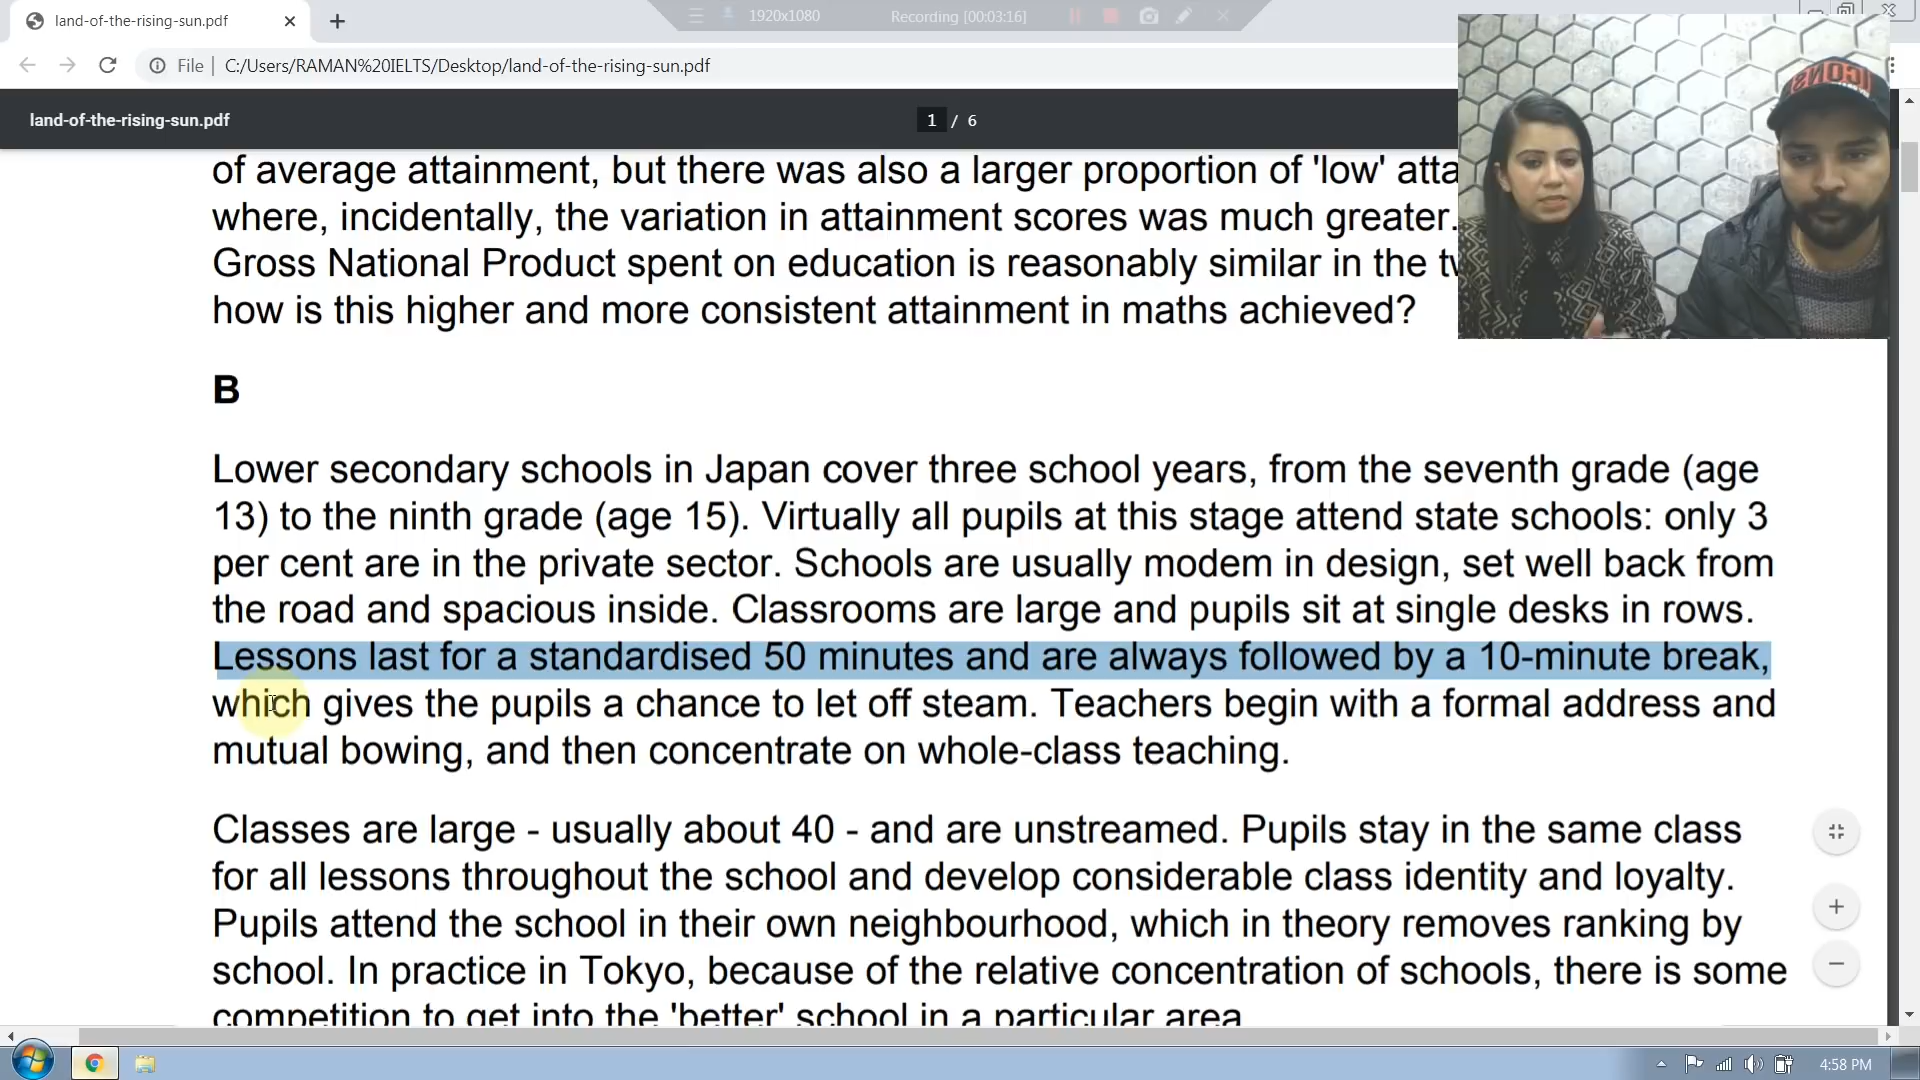 land-of-the-rising-sun.pdf
1920x1080
Recording [00:03:16]
File
C:/Users/RAMAN%20IELTS/Desktop/land-of-the-rising-sun.pdf
land-of-the-rising-sun.pdf
1 / 6
ICONS
of average attainment, but there was also a larger proportion of 'low' atta
where, incidentally, the variation in attainment scores was much greater.
Gross National Product spent on education is reasonably similar in the tw
how is this higher and more consistent attainment in maths achieved?
B
Lower secondary schools in Japan cover three school years, from the seventh grade (age
13) to the ninth grade (age 15). Virtually all pupils at this stage attend state schools: only 3
per cent are in the private sector. Schools are usually modem in design, set well back from
the road and spacious inside. Classrooms are large and pupils sit at single desks in rows.
Lessons last for a standardised 50 minutes and are always followed by a 10-minute break,
which gives the pupils a chance to let off steam. Teachers begin with a formal address and
mutual bowing, and then concentrate on whole-class teaching.
Classes are large - usually about 40 - and are unstreamed. Pupils stay in the same class
for all lessons throughout the school and develop considerable class identity and loyalty.
Pupils attend the school in their own neighbourhood, which in theory removes ranking by
school. In practice in Tokyo, because of the relative concentration of schools, there is some
competition to get into the 'better' school in a particular area
4:58 PM